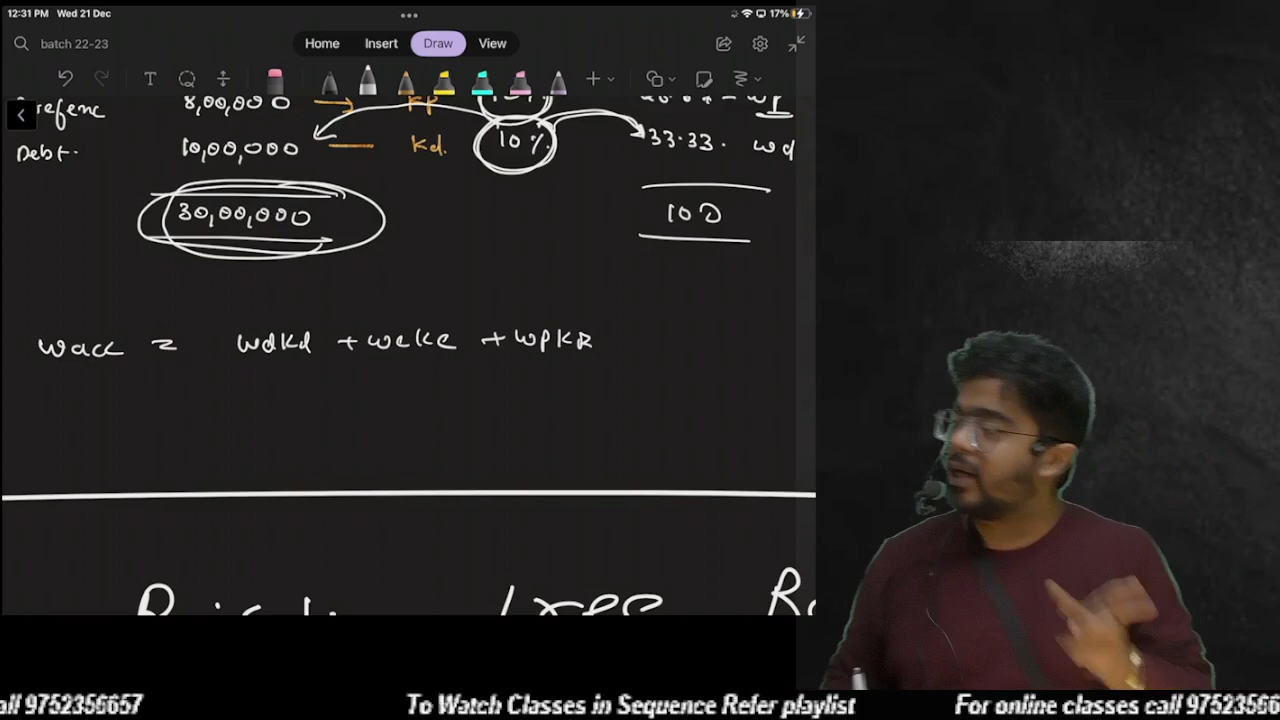 12:31 PM Wed 21 Dec
17%
batch 22-23
Home Insert Draw View
T
8,00,000 kp
Debt. 10,00,000 kd. 10% 33.33. wd
30,00,000 100
wacc = wdkd + weke + wpkp
all 9752356657 To Watch Classes in Sequence Refer playlist For online classes call 97523566